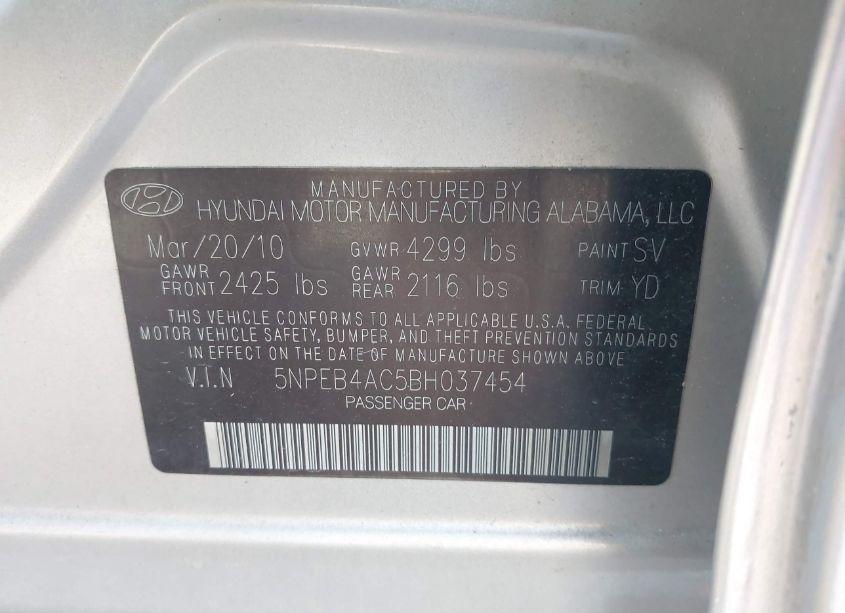 MANUFACTURED BY
HYUNDAI MOTOR MANUFACTURING ALABAMA, LLC
Mar/20/10 GVWR 4299 lbs PAINT SV
GAWR FRONT 2425 lbs GAWR REAR 2116 lbs TRIM YD
THIS VEHICLE CONFORMS TO ALL APPLICABLE U.S.A. FEDERAL
MOTOR VEHICLE SAFETY, BUMPER, AND THEFT PREVENTION STANDARDS
IN EFFECT ON THE DATE OF MANUFACTURE SHOWN ABOVE
V.I.N 5NPEB4AC5BH037454
PASSENGER CAR